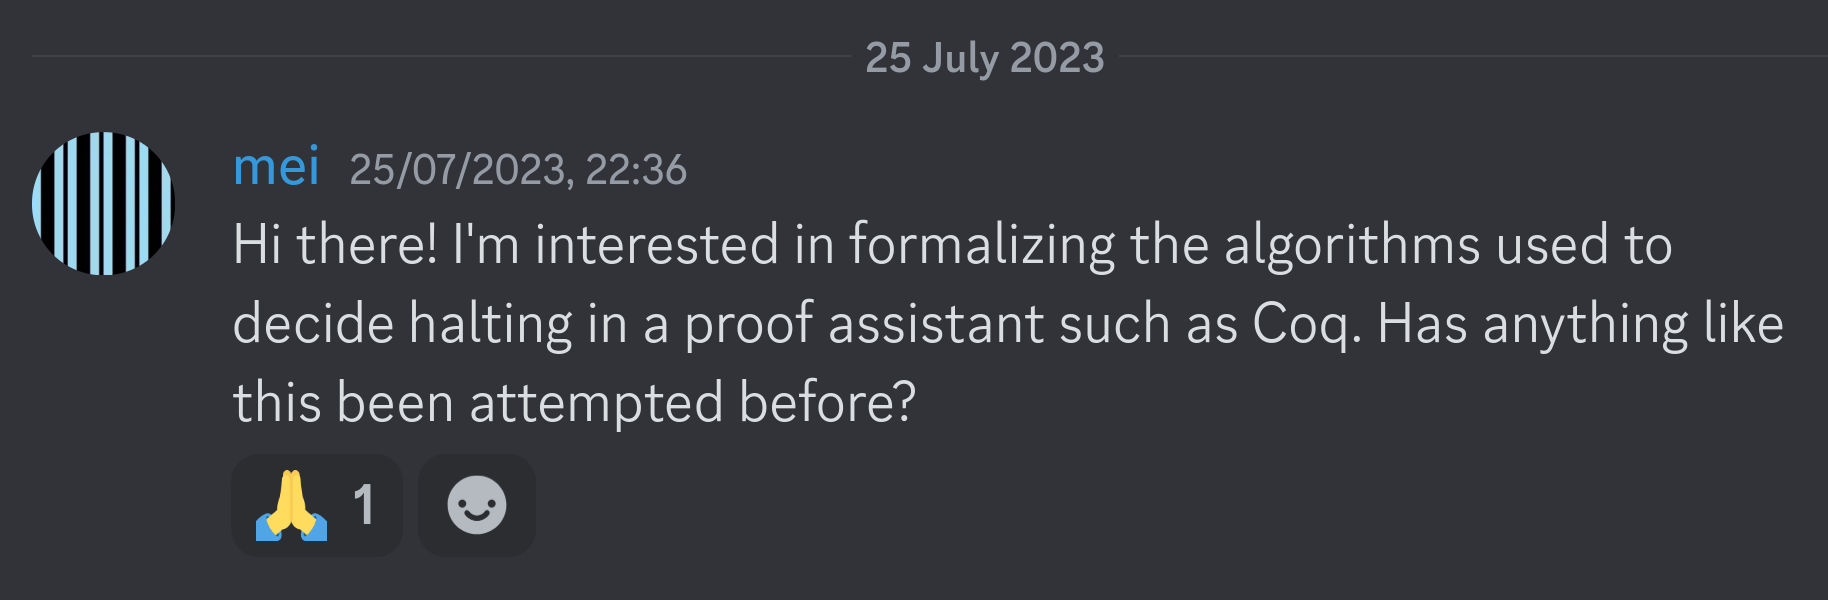 25 July 2023
mei 25/07/2023, 22:36
Hi there! I'm interested in formalizing the algorithms used to
decide halting in a proof assistant such as Coq. Has anything like
this been attempted before?
1